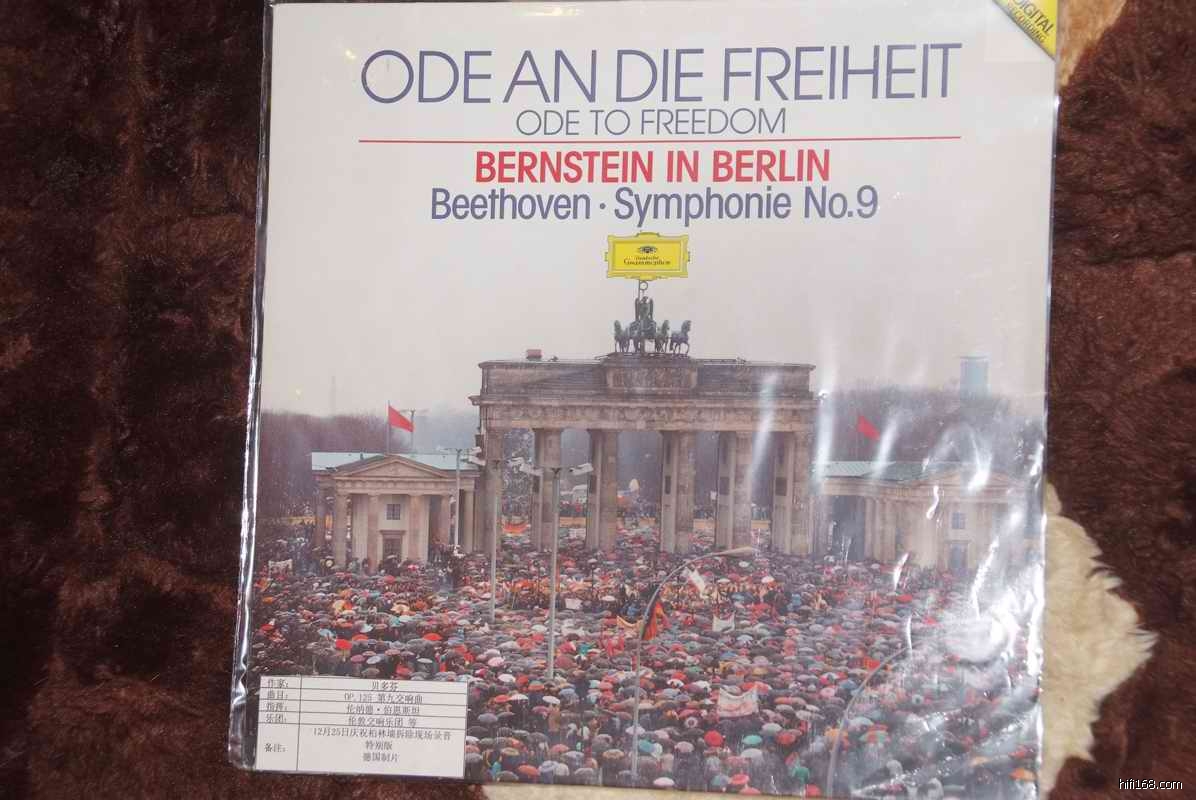 DIGITAL
RECORDING
ODE AN DIE FREIHEIT
ODE TO FREEDOM
BERNSTEIN IN BERLIN
Beethoven · Symphonie No.9
Deutsche
Grammophon
作家: 贝多芬
曲目: OP.125 第九交响曲
指挥: 伦纳德·伯恩斯坦
乐团: 伦敦交响乐团 等
备注: 12月25日庆祝柏林墙拆除现场录音
特别版
德国制片
hifi168.com